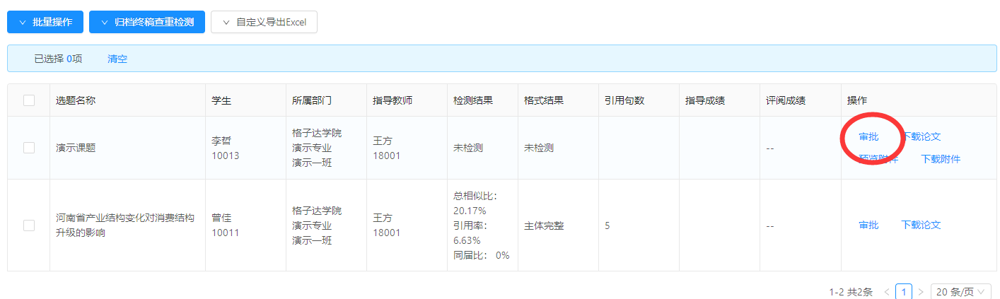 批量操作 归档终稿查重检测 自定义导出Excel
已选择 0项 清空
选题名称 学生 所属部门 指导教师 检测结果 格式结果 引用句数 指导成绩 评阅成绩 操作
演示课题
李哲
10013
格子达学院
演示专业
演示一班
王方
18001
未检测
未检测
--
审批 下载论文
预览附件 下载附件
河南省产业结构变化对消费结构
升级的影响
曾佳
10011
格子达学院
演示专业
演示一班
王方
18001
总相似比：
20.17%
引用率：
6.63%
同届比： 0%
主体完整
5
--
审批 下载论文
1-2 共2条 < 1 > 20 条/页